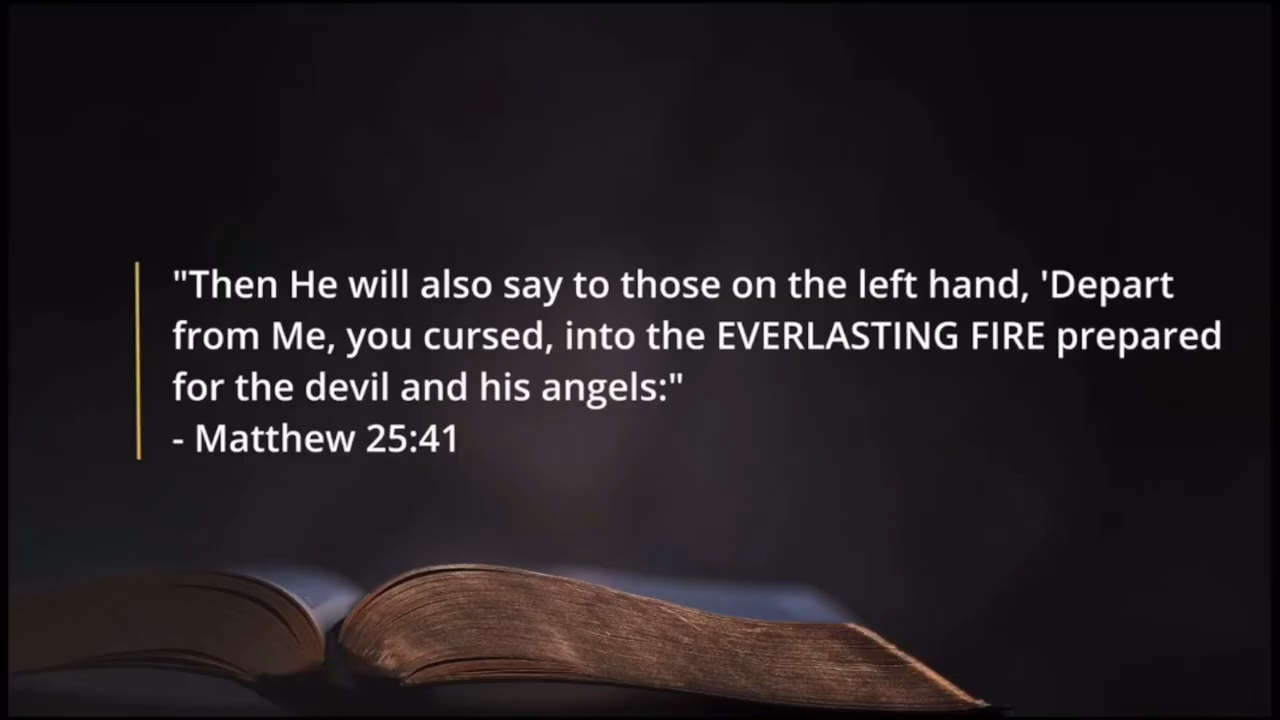 "Then He will also say to those on the left hand, 'Depart
from Me, you cursed, into the EVERLASTING FIRE prepared
for the devil and his angels:"
- Matthew 25:41